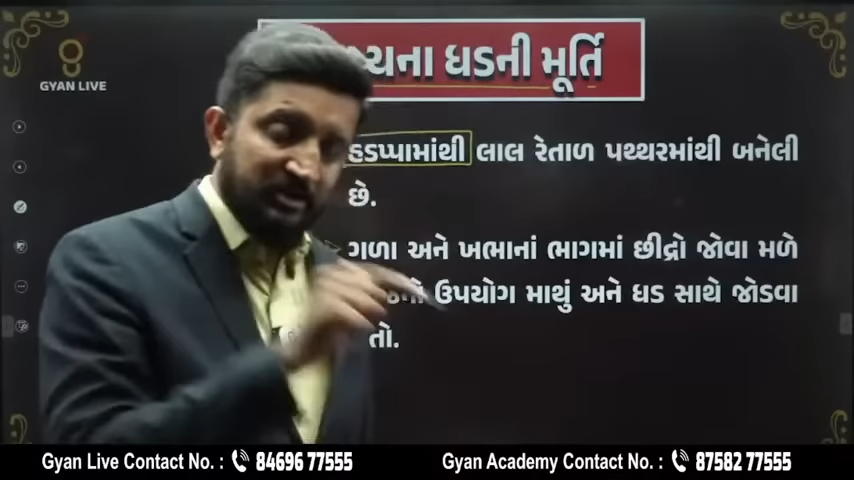 GYAN LIVE
ધડની મૂર્તિ
હડપ્પામાંથી લાલ રેતાળ પથ્થરમાંથી બનેલી
છે.
ગળા અને ખભાનાં ભાગમાં છીદ્રો જોવા મળે
ઉપયોગ માથું અને ધડ સાથે જોડવા
Gyan Live Contact No. : 84696 77555
Gyan Academy Contact No. : 87582 77555